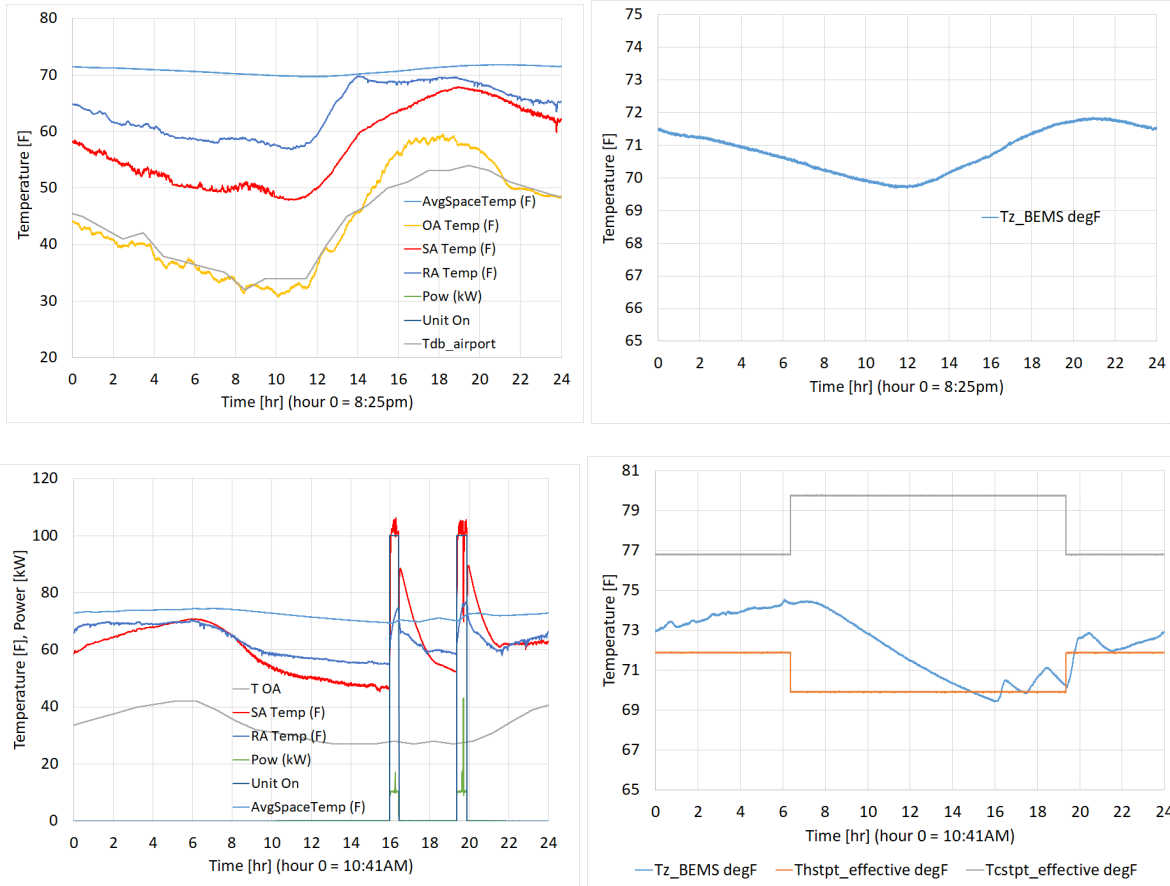 80
70
60
50
40
30
20
Temperature [F]
AvgSpaceTemp (F)
OA Temp (F)
SA Temp (F)
RA Temp (F)
Pow (kW)
Unit On
Tdb_airport
0 2 4 6 8 10 12 14 16 18 20 22 24
Time [hr] (hour 0 = 8:25pm)
75
74
73
72
71
70
69
68
67
66
65
Temperature [F]
Tz_BEMS degF
0 2 4 6 8 10 12 14 16 18 20 22 24
Time [hr] (hour 0 = 8:25pm)
120
100
80
60
40
20
0
Temperature [F], Power [kW]
T OA
SA Temp (F)
RA Temp (F)
Pow (kW)
Unit On
AvgSpaceTemp (F)
0 2 4 6 8 10 12 14 16 18 20 22 24
Time [hr] (hour 0 = 10:41AM)
81
79
77
75
73
71
69
67
65
Temperature [F]
0 2 4 6 8 10 12 14 16 18 20 22 24
Time [hr] (hour 0 = 10:41AM)
Tz_BEMS degF Thstpt_effective degF Tcstpt_effective degF